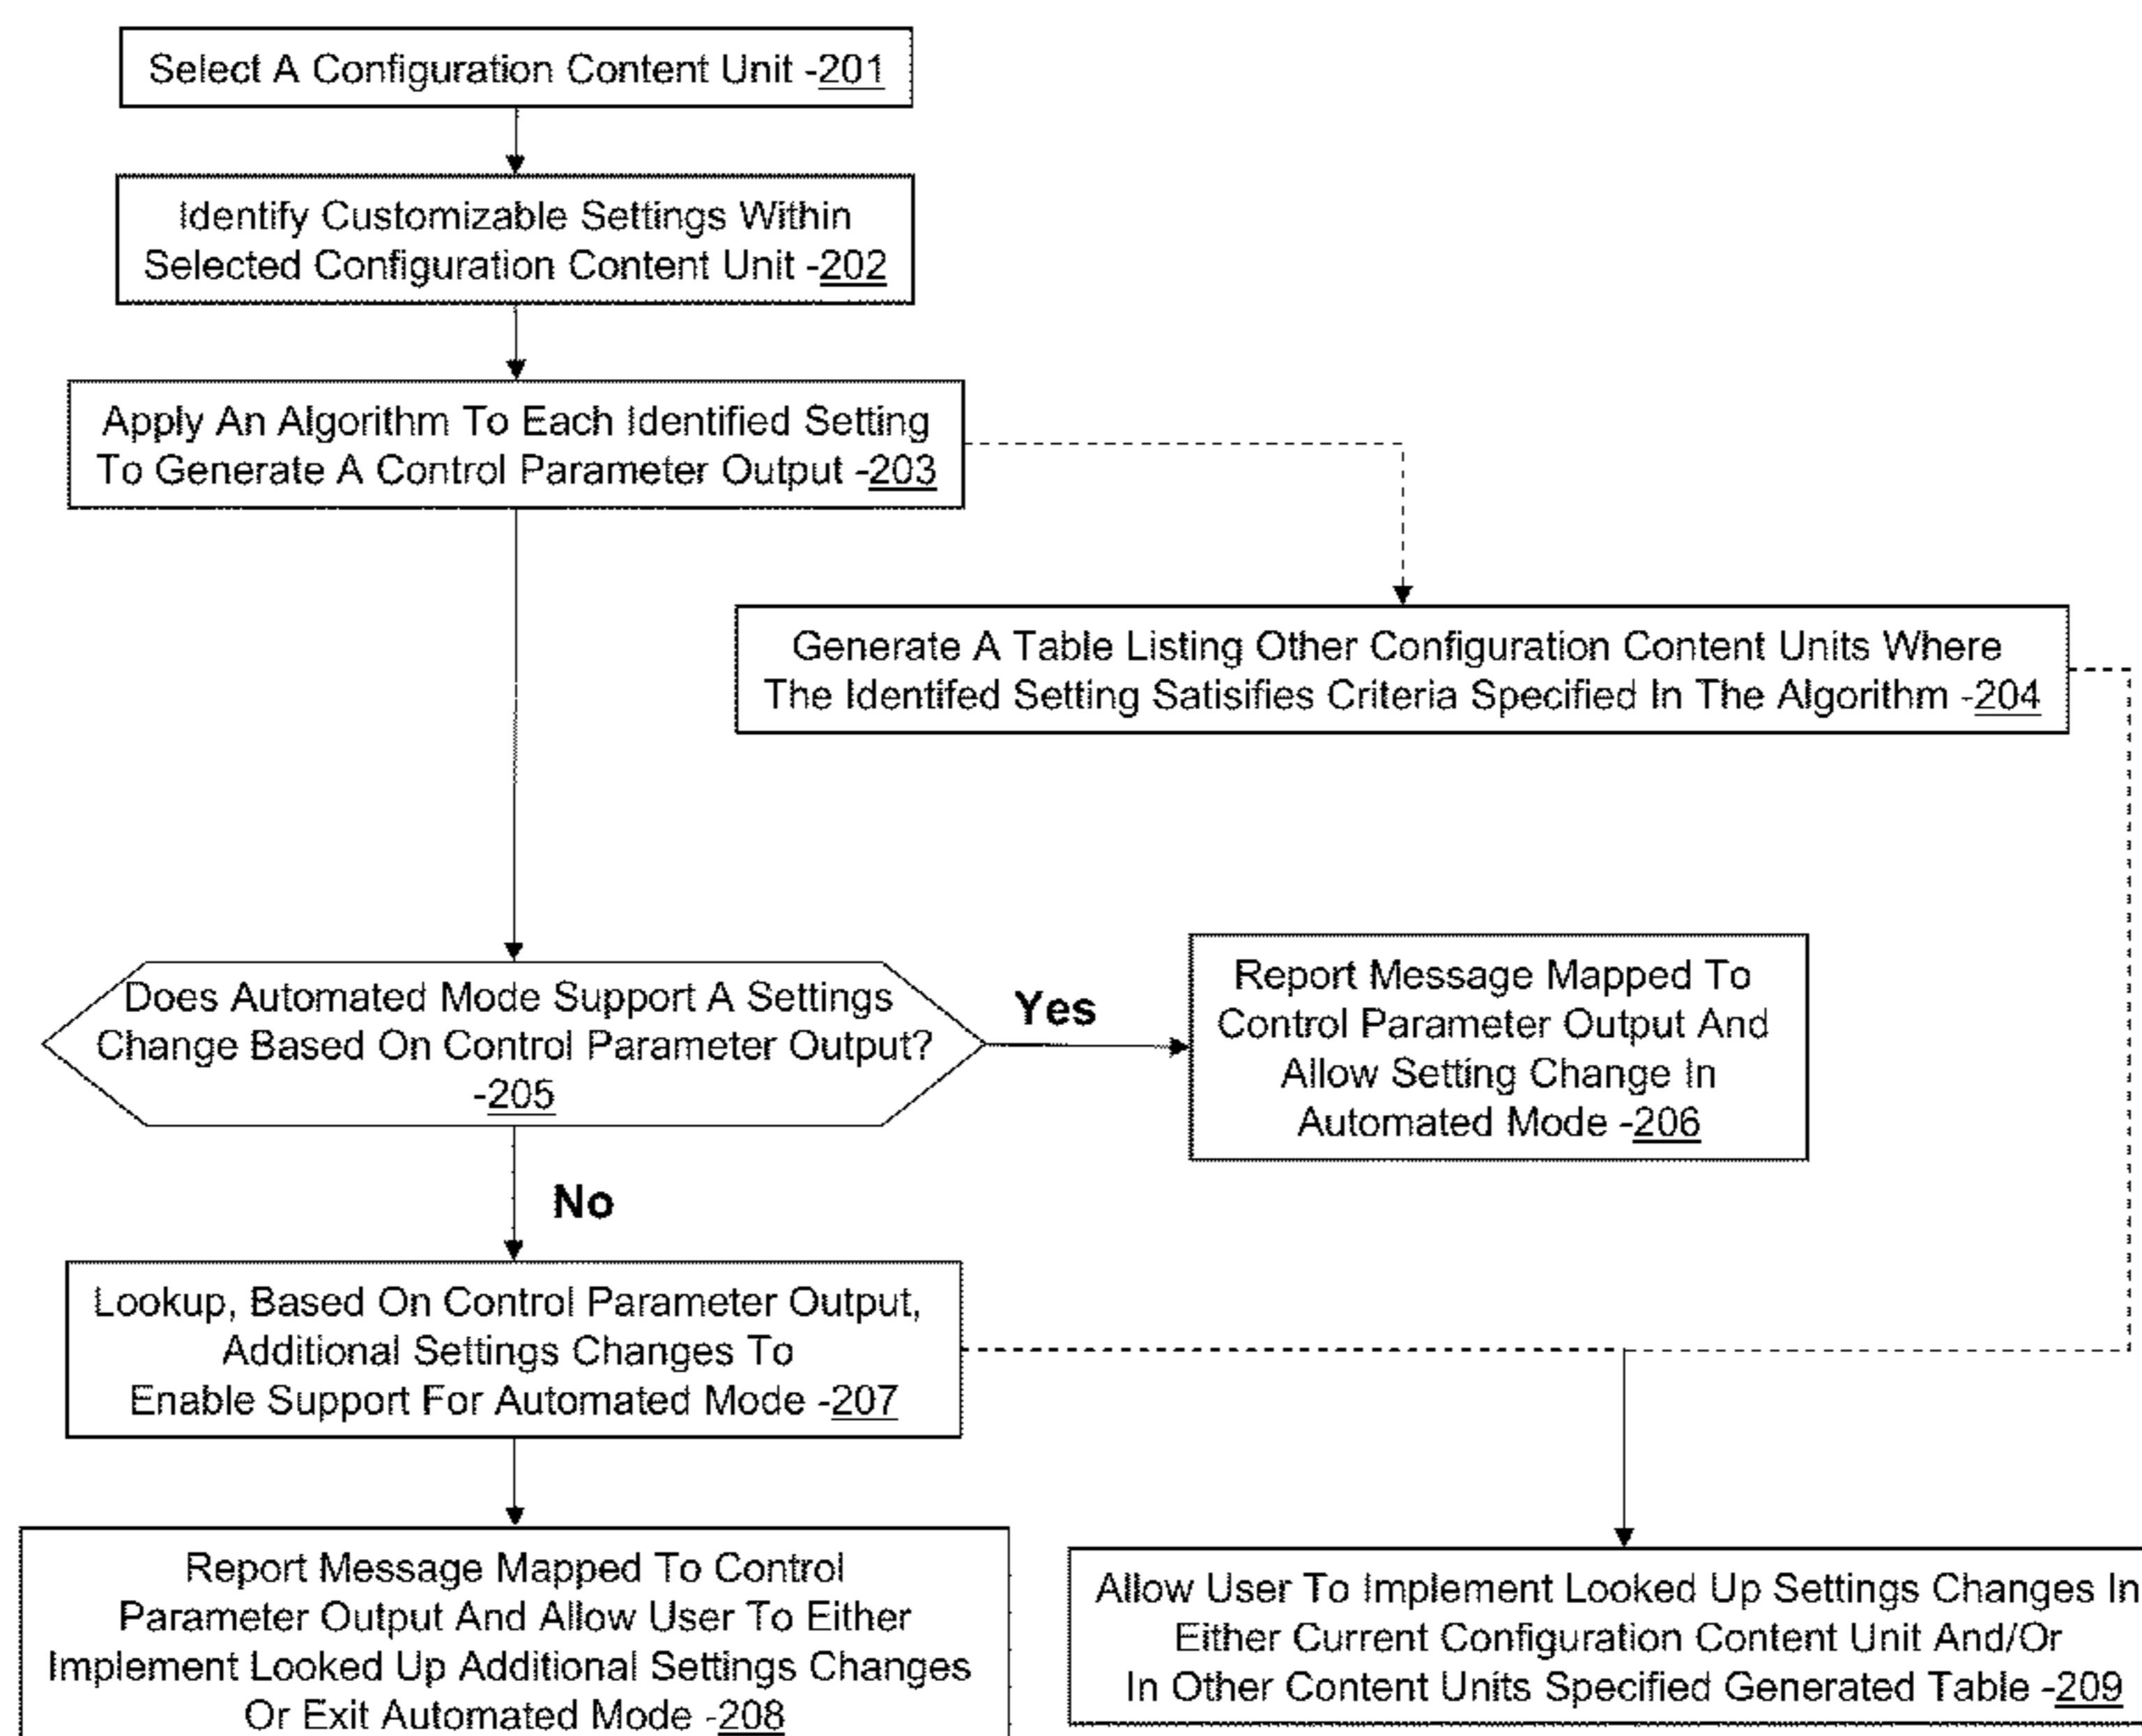 Select A Configuration Content Unit -201
Identify Customizable Settings Within
Selected Configuration Content Unit -202
Apply An Algorithm To Each Identified Setting
To Generate A Control Parameter Output -203
Generate A Table Listing Other Configuration Content Units Where
The Identifed Setting Satisifies Criteria Specified In The Algorithm -204
Does Automated Mode Support A Settings
Change Based On Control Parameter Output?
-205
Yes
Report Message Mapped To
Control Parameter Output And
Allow Setting Change In
Automated Mode -206
No
Lookup, Based On Control Parameter Output,
Additional Settings Changes To
Enable Support For Automated Mode -207
Report Message Mapped To Control
Parameter Output And Allow User To Either
Implement Looked Up Additional Settings Changes
Or Exit Automated Mode -208
Allow User To Implement Looked Up Settings Changes In
Either Current Configuration Content Unit And/Or
In Other Content Units Specified Generated Table -209